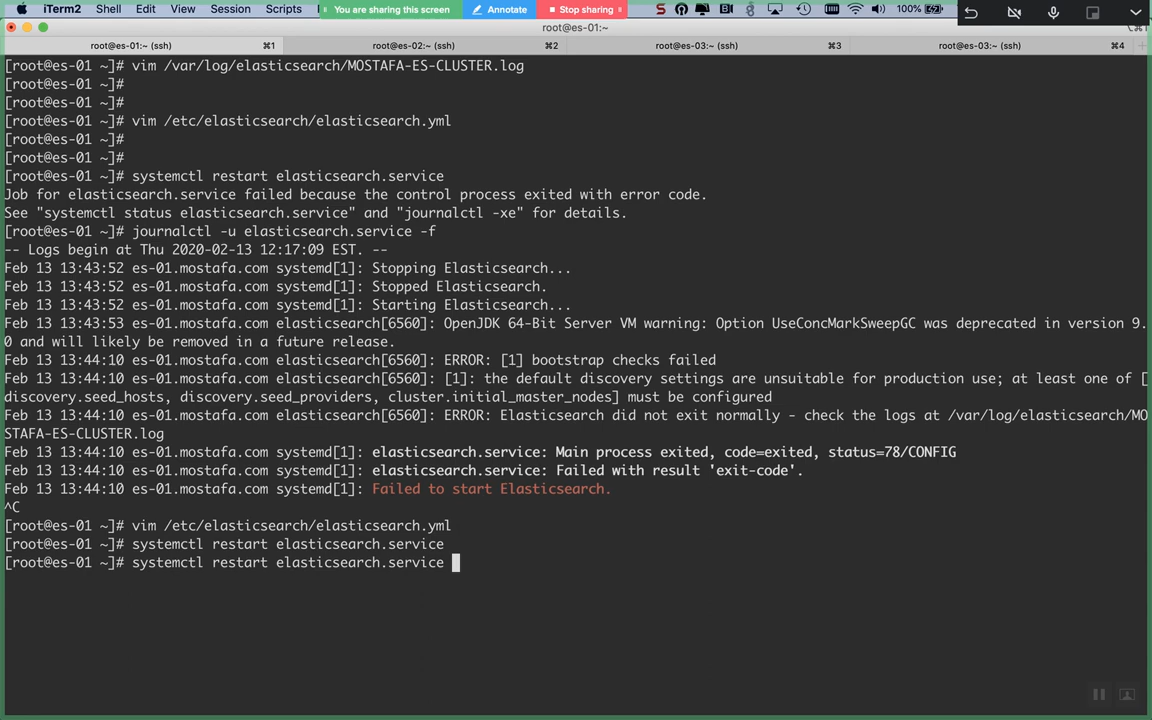 iTerm2 Shell Edit View Session Scripts You are sharing this screen Annotate Stop sharing 100%
root@es-01:~ (ssh)
root@es-01:~ (ssh) ⌘1 root@es-02:~ (ssh) ⌘2 root@es-03:~ (ssh) ⌘3 root@es-03:~ (ssh) ⌘4
[root@es-01 ~]# vim /var/log/elasticsearch/MOSTAFA-ES-CLUSTER.log
[root@es-01 ~]#
[root@es-01 ~]#
[root@es-01 ~]# vim /etc/elasticsearch/elasticsearch.yml
[root@es-01 ~]#
[root@es-01 ~]#
[root@es-01 ~]# systemctl restart elasticsearch.service
Job for elasticsearch.service failed because the control process exited with error code.
See "systemctl status elasticsearch.service" and "journalctl -xe" for details.
[root@es-01 ~]# journalctl -u elasticsearch.service -f
-- Logs begin at Thu 2020-02-13 12:17:09 EST. --
Feb 13 13:43:52 es-01.mostafa.com systemd[1]: Stopping Elasticsearch...
Feb 13 13:43:52 es-01.mostafa.com systemd[1]: Stopped Elasticsearch.
Feb 13 13:43:52 es-01.mostafa.com systemd[1]: Starting Elasticsearch...
Feb 13 13:43:53 es-01.mostafa.com elasticsearch[6560]: OpenJDK 64-Bit Server VM warning: Option UseConcMarkSweepGC was deprecated in version 9.
0 and will likely be removed in a future release.
Feb 13 13:44:10 es-01.mostafa.com elasticsearch[6560]: ERROR: [1] bootstrap checks failed
Feb 13 13:44:10 es-01.mostafa.com elasticsearch[6560]: [1]: the default discovery settings are unsuitable for production use; at least one of [
discovery.seed_hosts, discovery.seed_providers, cluster.initial_master_nodes] must be configured
Feb 13 13:44:10 es-01.mostafa.com elasticsearch[6560]: ERROR: Elasticsearch did not exit normally - check the logs at /var/log/elasticsearch/MO
STAFA-ES-CLUSTER.log
Feb 13 13:44:10 es-01.mostafa.com systemd[1]: elasticsearch.service: Main process exited, code=exited, status=78/CONFIG
Feb 13 13:44:10 es-01.mostafa.com systemd[1]: elasticsearch.service: Failed with result 'exit-code'.
Feb 13 13:44:10 es-01.mostafa.com systemd[1]: Failed to start Elasticsearch.
^C
[root@es-01 ~]# vim /etc/elasticsearch/elasticsearch.yml
[root@es-01 ~]# systemctl restart elasticsearch.service
[root@es-01 ~]# systemctl restart elasticsearch.service